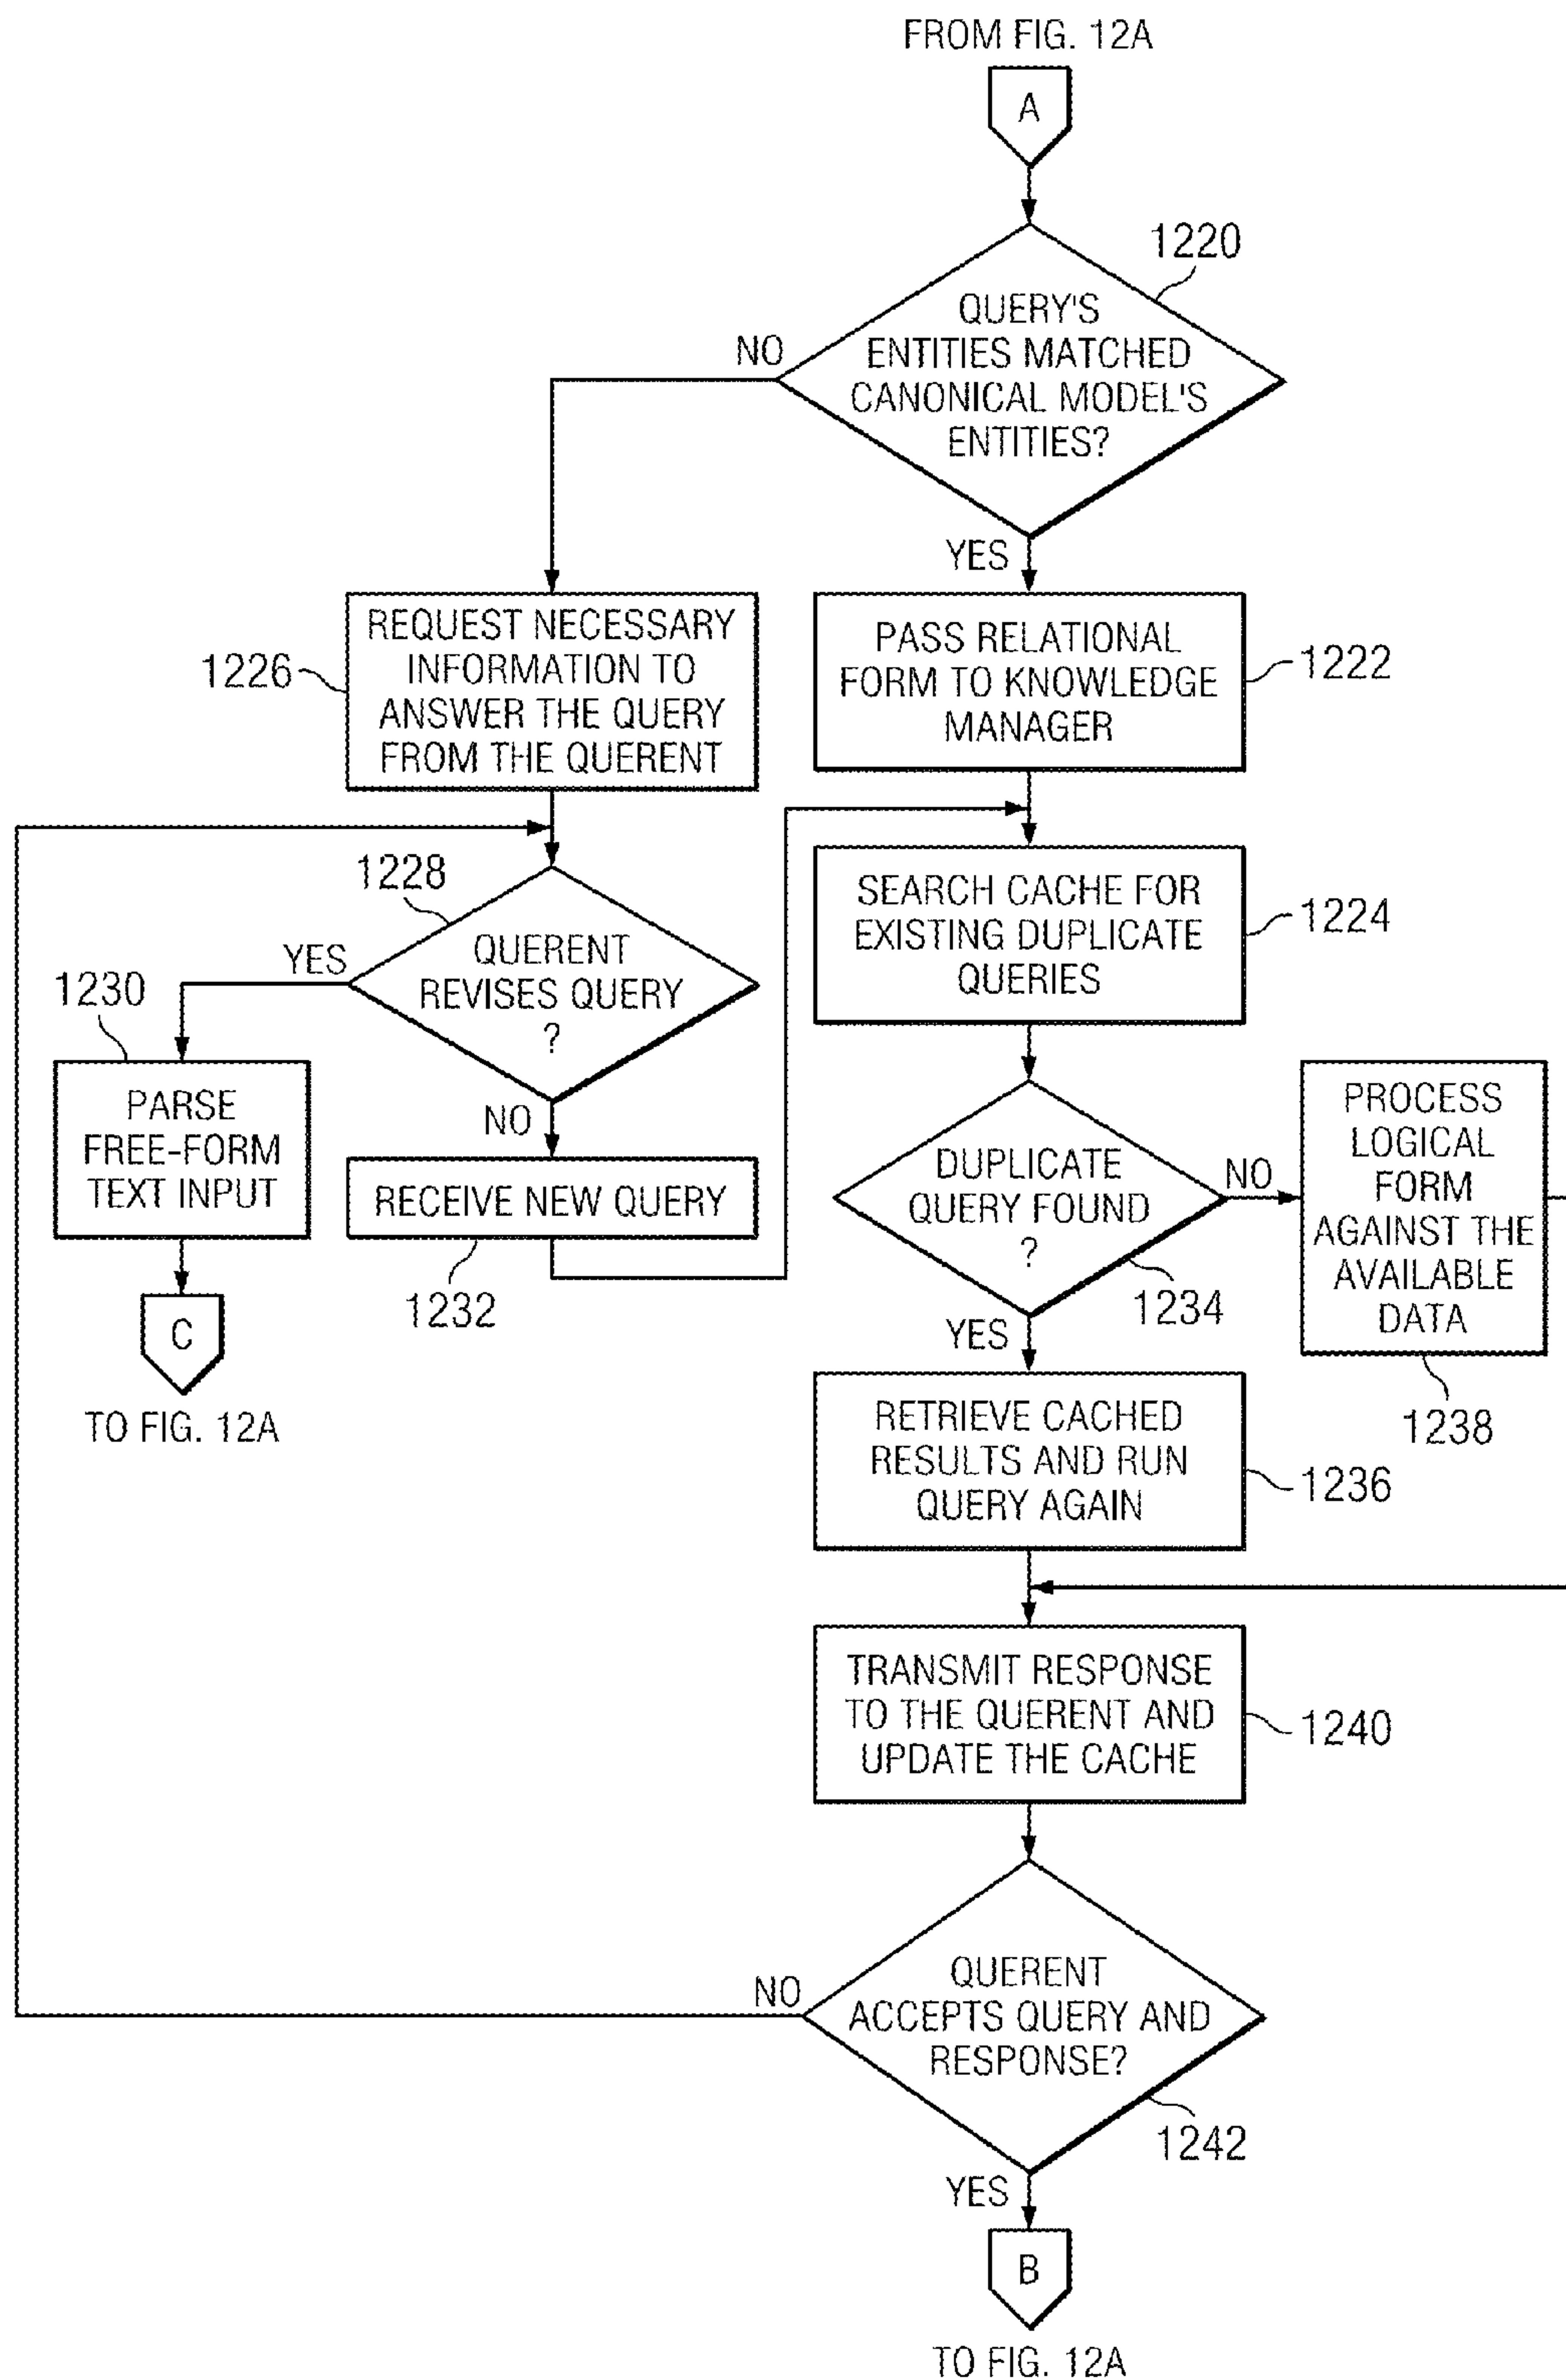 FROM FIG. 12A
A
1220
QUERY'S
ENTITIES MATCHED
CANONICAL MODEL'S
ENTITIES?
NO
YES
REQUEST NECESSARY
INFORMATION TO
ANSWER THE QUERY
FROM THE QUERENT
1226
PASS RELATIONAL
FORM TO KNOWLEDGE
MANAGER
1222
1228
QUERENT
REVISES QUERY
?
YES
NO
SEARCH CACHE FOR
EXISTING DUPLICATE
QUERIES
1224
1230
PARSE
FREE-FORM
TEXT INPUT
C
TO FIG. 12A
RECEIVE NEW QUERY
1232
DUPLICATE
QUERY FOUND
?
NO
1234
YES
PROCESS
LOGICAL
FORM
AGAINST THE
AVAILABLE
DATA
1238
RETRIEVE CACHED
RESULTS AND RUN
QUERY AGAIN
1236
TRANSMIT RESPONSE
TO THE QUERENT AND
UPDATE THE CACHE
1240
NO
QUERENT
ACCEPTS QUERY AND
RESPONSE?
1242
YES
B
TO FIG. 12A